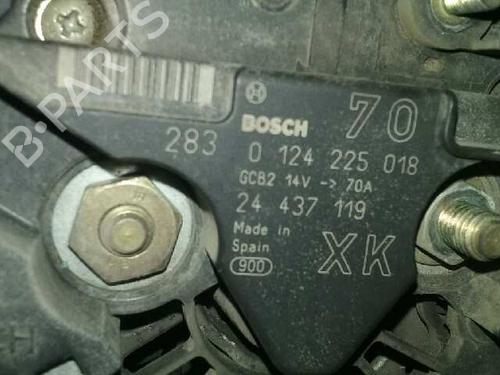 BOSCH 70
283 0 124 225 018
GCB2 14V -> 70A
24 437 119
Made in
Spain XK
900
B-PARTS
H